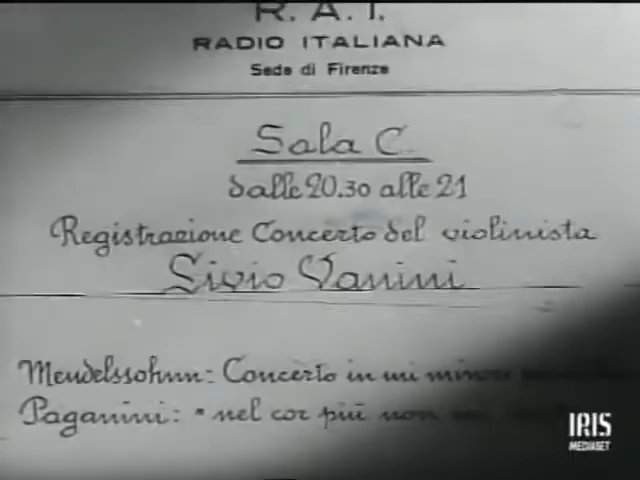 R. A. I.
RADIO ITALIANA
Sede di Firenze
Sala C
dalle 20.30 alle 21
Registrazione Concerto del violinista
Livio Vanini
Mendelssohnn: Concerto in mi minore
Paganini: "nel cor più non
IRIS
MEDIASET